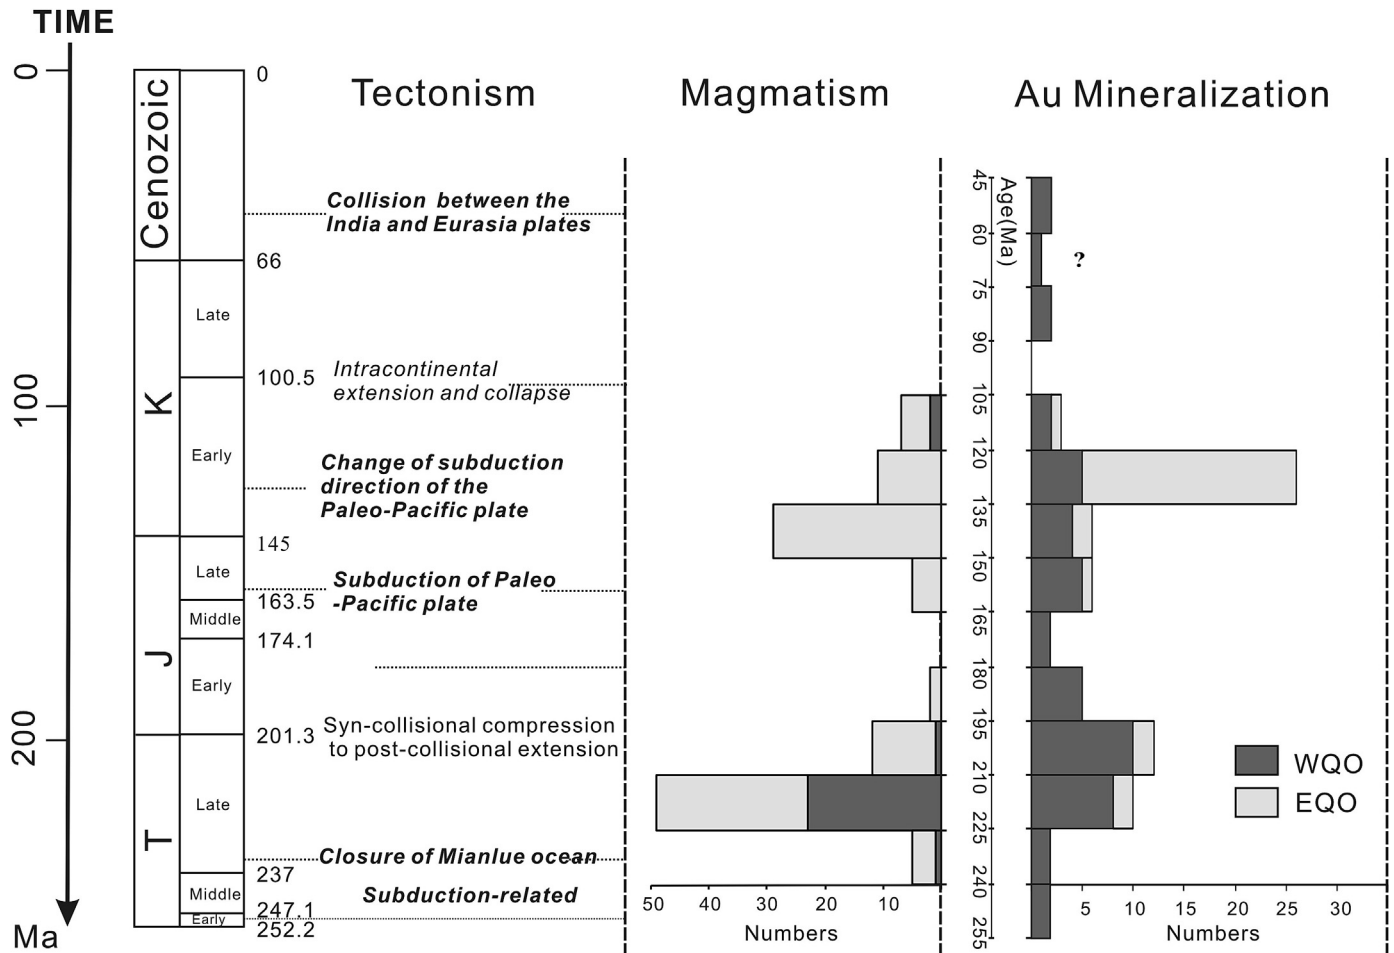 TIME
0
100
200
Ma
Cenozoic
K
J
T
Late
Early
Late
Middle
Early
Late
Middle
Early
0
66
100.5
145
163.5
174.1
201.3
237
247.1
252.2
Tectonism
Collision between the
India and Eurasia plates
Intracontinental
extension and collapse
Change of subduction
direction of the
Paleo-Pacific plate
Subduction of Paleo
-Pacific plate
Syn-collisional compression
to post-collisional extension
Closure of Mianlue ocean
Subduction-related
Magmatism
50 40 30 20 10
Numbers
Au Mineralization
Age(Ma)
45
60
75
90
105
120
135
150
165
180
195
210
225
240
255
?
WQO
EQO
5 10 15 20 25 30
Numbers